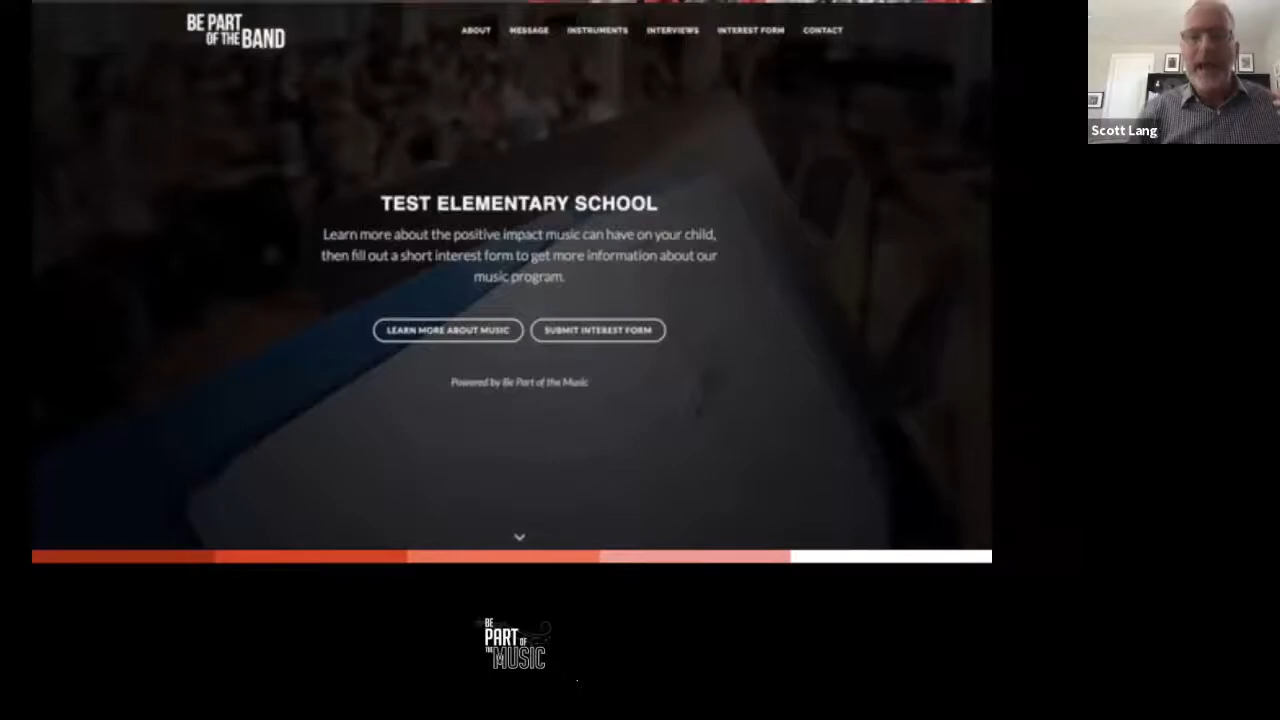 BE PART
OF THE BAND
ABOUT MESSAGE INSTRUMENTS INTERVIEWS INTEREST FORM CONTACT
Scott Lang
TEST ELEMENTARY SCHOOL
Learn more about the positive impact music can have on your child,
then fill out a short interest form to get more information about our
music program.
LEARN MORE ABOUT MUSIC SUBMIT INTEREST FORM
Powered by Be Part of the Music
BE
PART OF
THE MUSIC